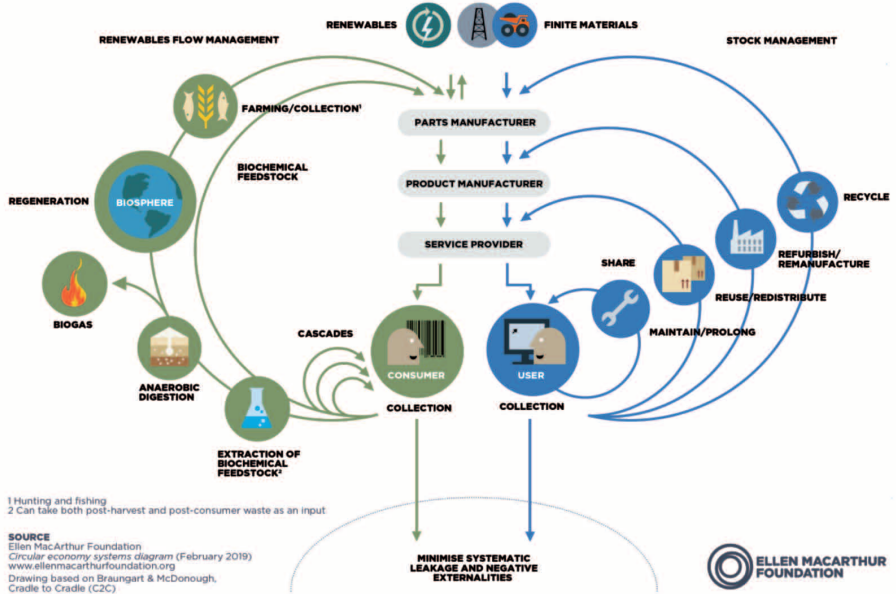 RENEWABLES
FINITE MATERIALS
RENEWABLES FLOW MANAGEMENT
STOCK MANAGEMENT
FARMING/COLLECTION¹
PARTS MANUFACTURER
BIOCHEMICAL
FEEDSTOCK
PRODUCT MANUFACTURER
REGENERATION
BIOSPHERE
RECYCLE
SERVICE PROVIDER
SHARE
REFURBISH/
REMANUFACTURE
REUSE/REDISTRIBUTE
BIOGAS
CASCADES
MAINTAIN/PROLONG
CONSUMER
USER
ANAEROBIC
DIGESTION
COLLECTION
COLLECTION
EXTRACTION OF
BIOCHEMICAL
FEEDSTOCK²
1 Hunting and fishing
2 Can take both post-harvest and post-consumer waste as an input
SOURCE
Ellen MacArthur Foundation
Circular economy systems diagram (February 2019)
www.ellenmacarthurfoundation.org
Drawing based on Braungart & McDonough,
Cradle to Cradle (C2C)
MINIMISE SYSTEMATIC
LEAKAGE AND NEGATIVE
EXTERNALITIES
ELLEN MACARTHUR
FOUNDATION